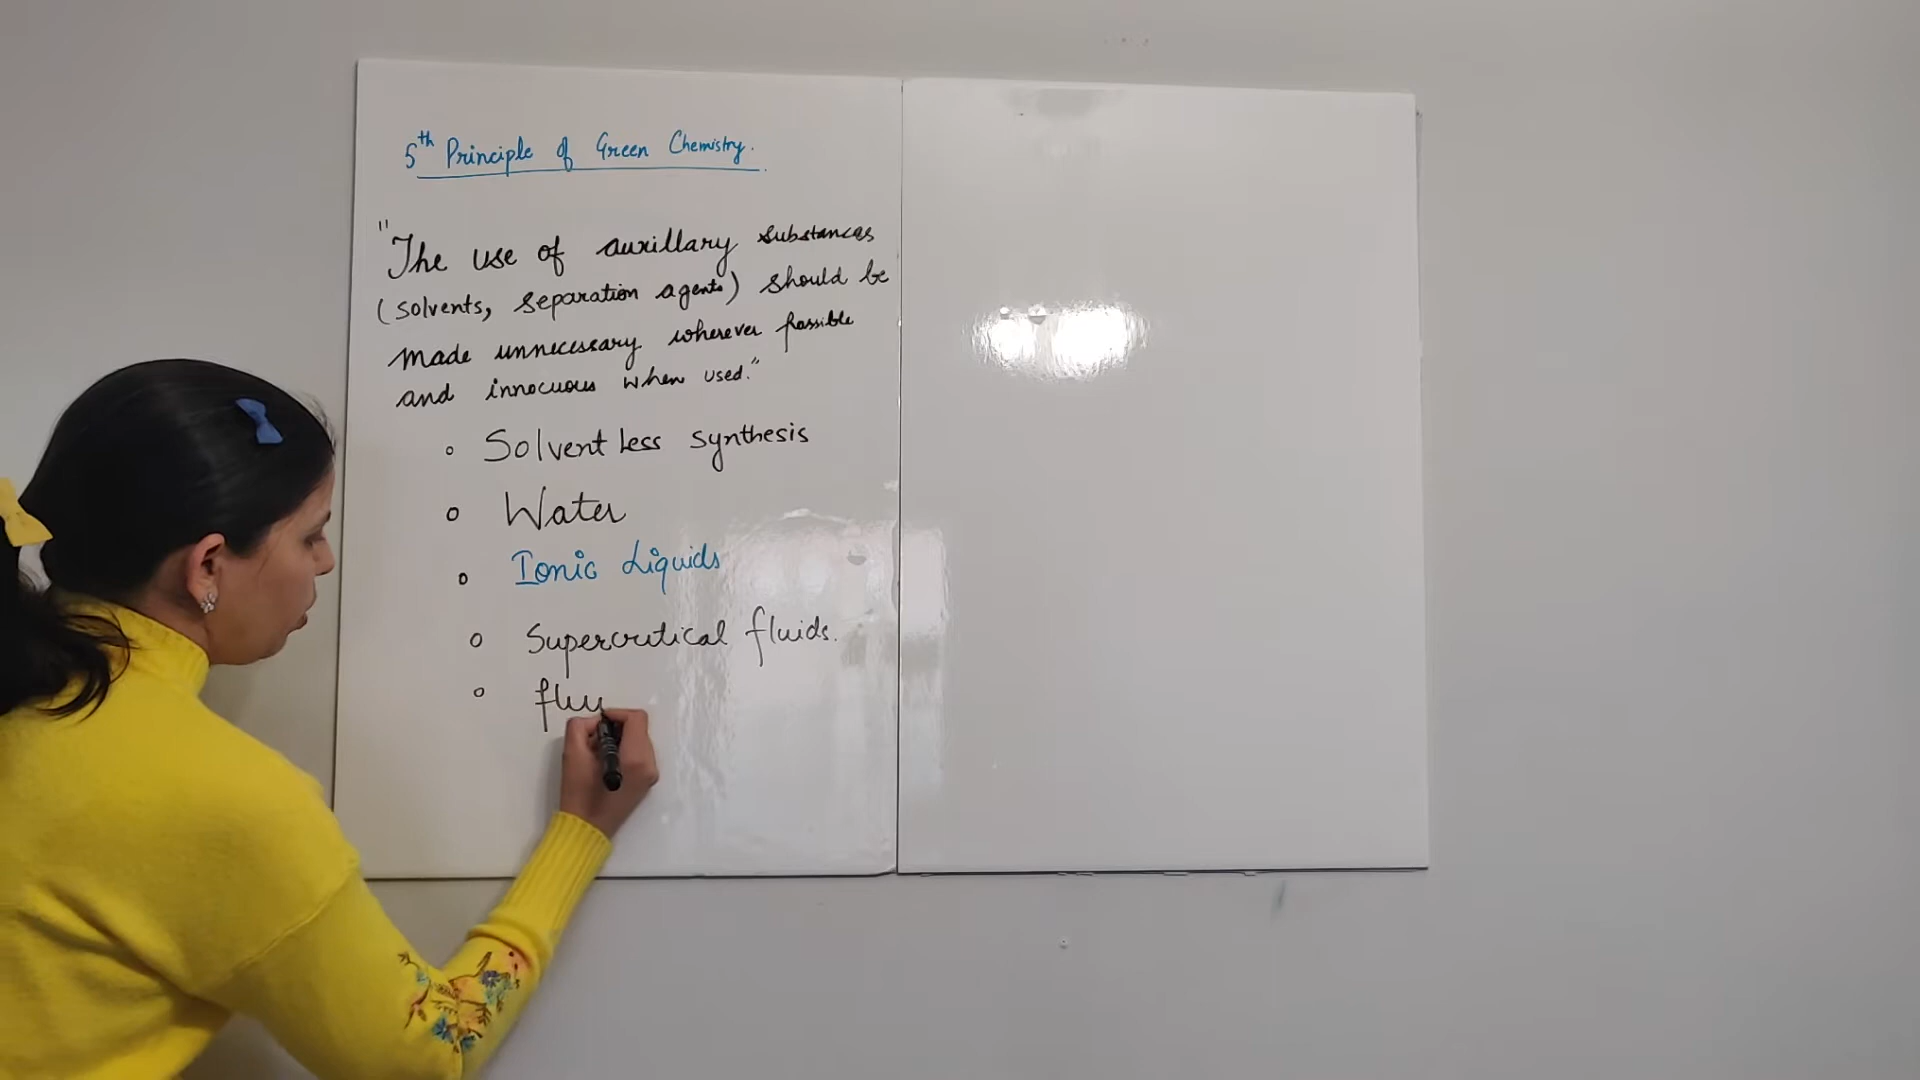 5th Principle of Green Chemistry.
"The use of auxillary substances
(solvents, separation agents) should be
made unnecessary wherever possible
and innocuous when used."
Solvent less synthesis
Water
Ionic Liquids
Supercritical fluids.
flu